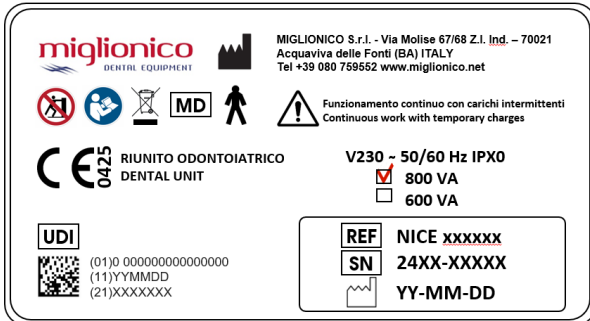 miglionico
DENTAL EQUIPMENT
MIGLIONICO S.r.l. - Via Molise 67/68 Z.I. Ind. – 70021
Acquaviva delle Fonti (BA) ITALY
Tel +39 080 759552 www.miglionico.net
MD
Funzionamento continuo con carichi intermittenti
Continuous work with temporary charges
CE 0425
RIUNITO ODONTOIATRICO
DENTAL UNIT
V230 ~ 50/60 Hz IPX0
800 VA
600 VA
UDI
(01)0 000000000000000
(11)YYMMDD
(21)XXXXXXX
REF NICE xxxxxx
SN 24XX-XXXXX
YY-MM-DD